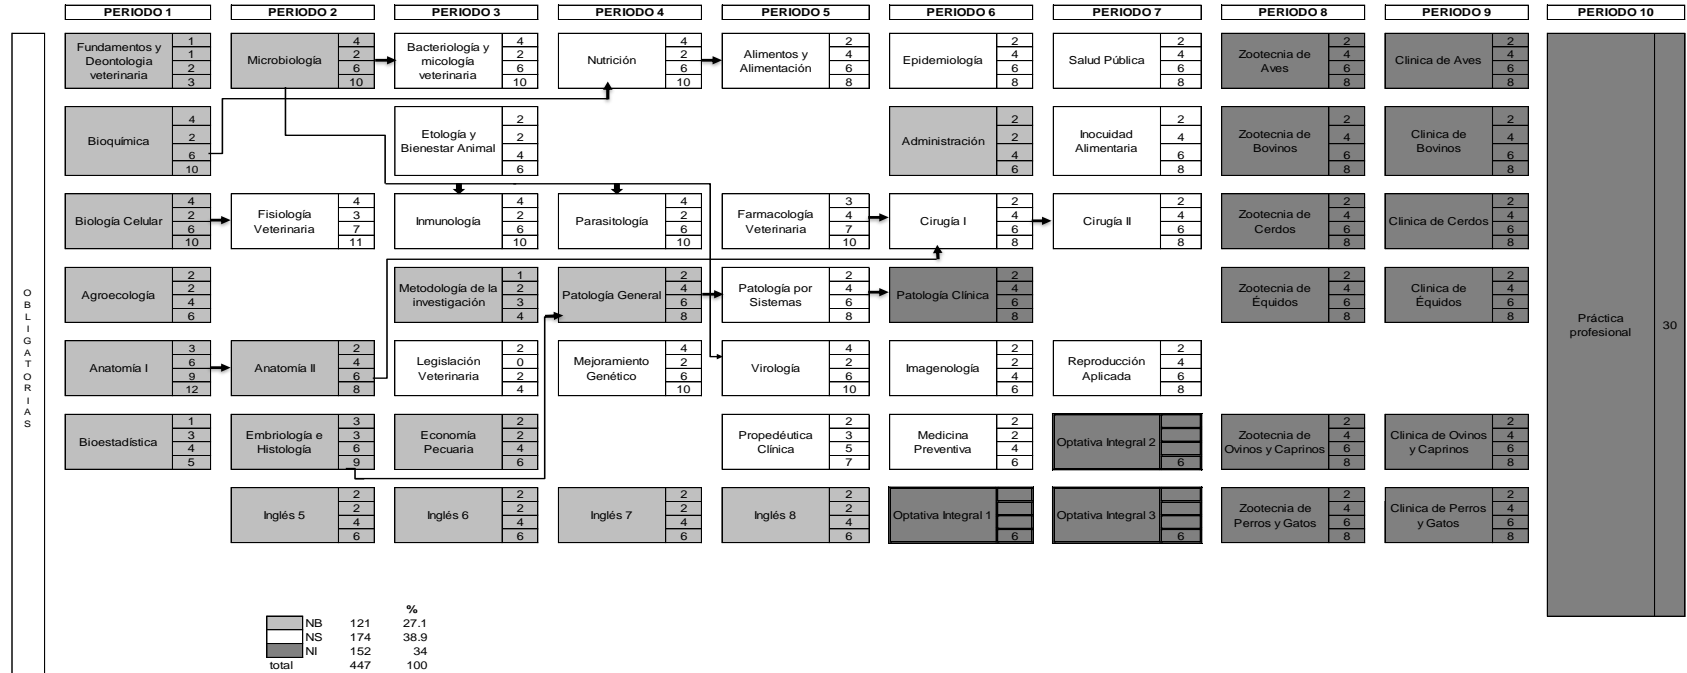 PERIODO 1 PERIODO 2 PERIODO 3 PERIODO 4 PERIODO 5 PERIODO 6 PERIODO 7 PERIODO 8 PERIODO 9 PERIODO 10
OBLIGATORIAS
Fundamentos y
Deontologia
veterinaria
1
1
2
3
Microbiología
4
2
6
10
Bacteriología y
micología
veterinaria
4
2
6
10
Nutrición
4
2
6
10
Alimentos y
Alimentación
2
4
6
8
Epidemiología
2
4
6
8
Salud Pública
2
4
6
8
Zootecnia de
Aves
2
4
6
8
Clinica de Aves
2
4
6
8
Bioquímica
4
2
6
10
Etología y
Bienestar Animal
2
2
4
6
Administración
2
2
4
6
Inocuidad
Alimentaria
2
4
6
8
Zootecnia de
Bovinos
2
4
6
8
Clinica de
Bovinos
2
4
6
8
Biología Celular
4
2
6
10
Fisiología
Veterinaria
4
3
7
11
Inmunología
4
2
6
10
Parasitología
4
2
6
10
Farmacología
Veterinaria
3
4
7
10
Cirugía I
2
4
6
8
Cirugía II
2
4
6
8
Zootecnia de
Cerdos
2
4
6
8
Clinica de Cerdos
2
4
6
8
Agroecología
2
2
4
6
Metodología de la
investigación
1
2
3
4
Patología General
2
4
6
8
Patología por
Sistemas
2
4
6
8
Patología Clínica
2
4
6
8
Zootecnia de
Équidos
2
4
6
8
Clinica de
Équidos
2
4
6
8
Práctica
profesional
30
Anatomía I
3
6
9
12
Anatomía II
2
4
6
8
Legislación
Veterinaria
2
0
2
4
Mejoramiento
Genético
4
2
6
10
Virología
4
2
6
10
Imagenología
2
2
4
6
Reproducción
Aplicada
2
4
6
8
Bioestadística
1
3
4
5
Embriología e
Histología
3
3
6
9
Economía
Pecuaria
2
2
4
6
Propedéutica
Clínica
2
3
5
7
Medicina
Preventiva
2
2
4
6
Optativa Integral 2
6
Zootecnia de
Ovinos y Caprinos
2
4
6
8
Clinica de Ovinos
y Caprinos
2
4
6
8
Inglés 5
2
2
4
6
Inglés 6
2
2
4
6
Inglés 7
2
2
4
6
Inglés 8
2
2
4
6
Optativa Integral 1
6
Optativa Integral 3
6
Zootecnia de
Perros y Gatos
2
4
6
8
Clinica de Perros
y Gatos
2
4
6
8
%
NB 121 27.1
NS 174 38.9
NI 152 34
total 447 100